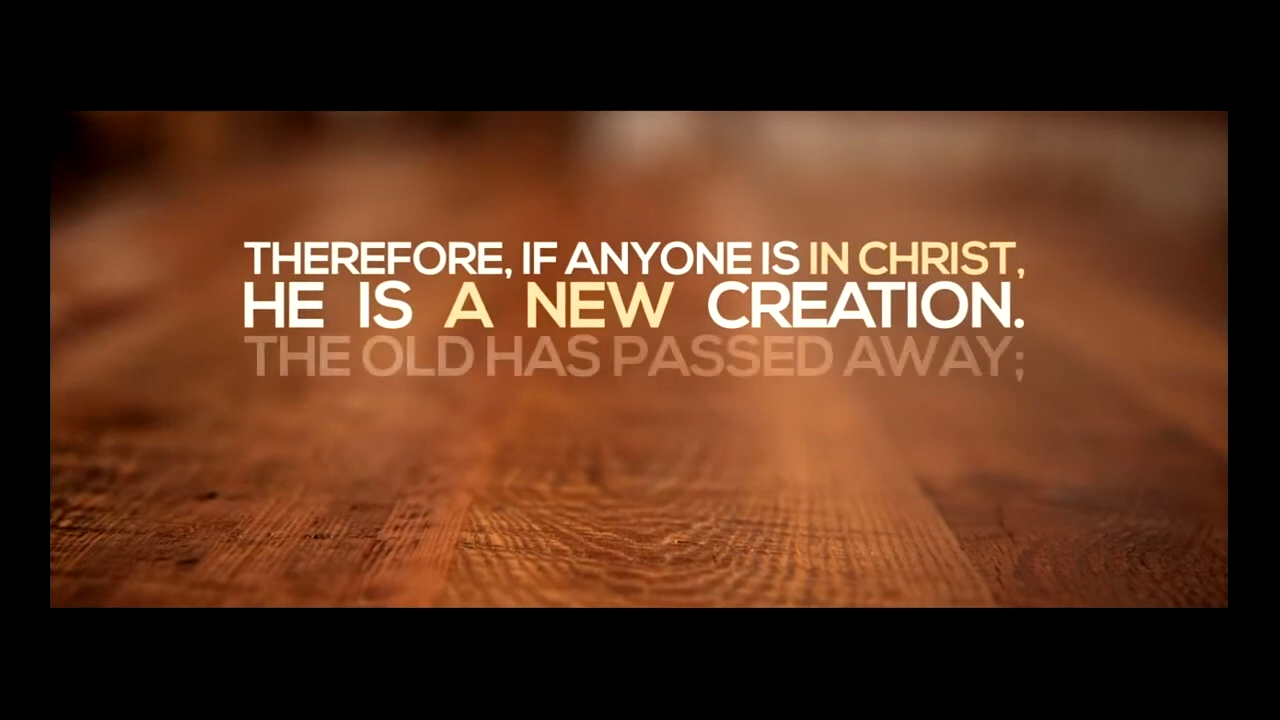 THEREFORE, IF ANYONE IS IN CHRIST,
HE IS A NEW CREATION.
THE OLD HAS PASSED AWAY;